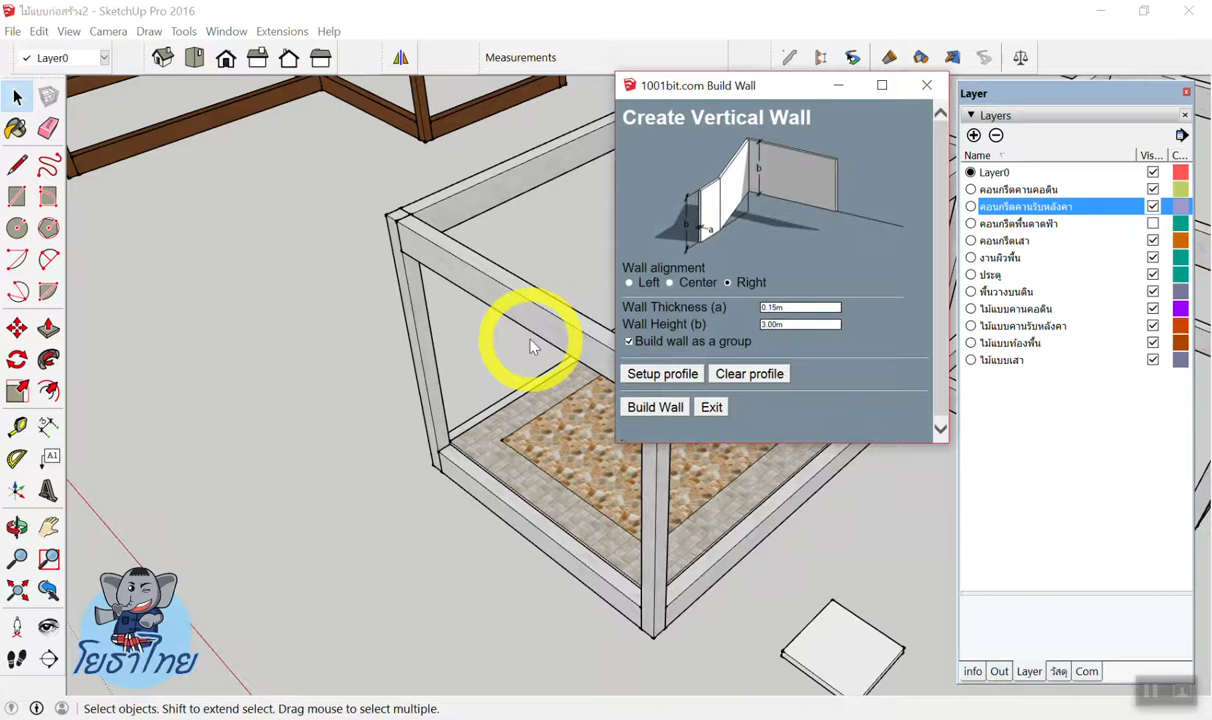 ไม้แบบก่อสร้าง2 - SketchUp Pro 2016
File Edit View Camera Draw Tools Window Extensions Help
Layer0
Measurements
1001bit.com Build Wall
Create Vertical Wall
b
b
a
Wall alignment
Left Center Right
Wall Thickness (a) 0.15m
Wall Height (b) 3.00m
Build wall as a group
Setup profile Clear profile
Build Wall Exit
Layer
Layers
Name Vis... C...
Layer0
คอนกรีตคานคอดิน
คอนกรีตคานรับหลังคา
คอนกรีตพื้นดาดฟ้า
คอนกรีตเสา
งานผิวพื้น
ประตู
พื้นวางบนดิน
ไม้แบบคานคอดิน
ไม้แบบคานรับหลังคา
ไม้แบบท้องพื้น
ไม้แบบเสา
info Out Layer วัสดุ Com
A1
โยธาไทย
Select objects. Shift to extend select. Drag mouse to select multiple.